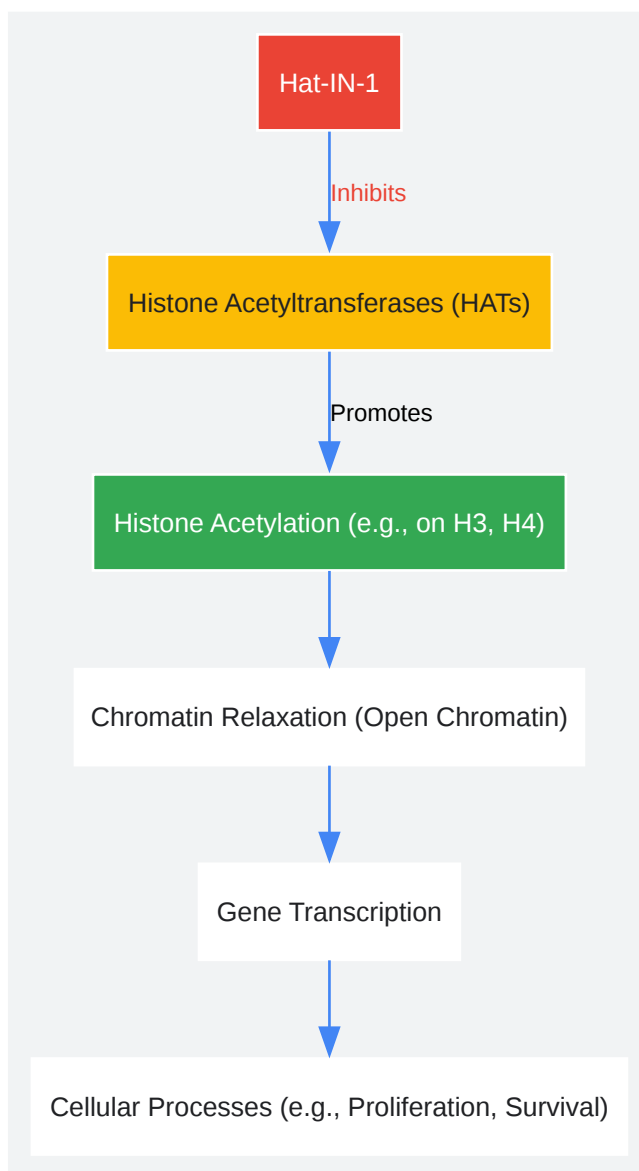 Hat-IN-1
Inhibits
Histone Acetyltransferases (HATs)
Promotes
Histone Acetylation (e.g., on H3, H4)
Chromatin Relaxation (Open Chromatin)
Gene Transcription
Cellular Processes (e.g., Proliferation, Survival)